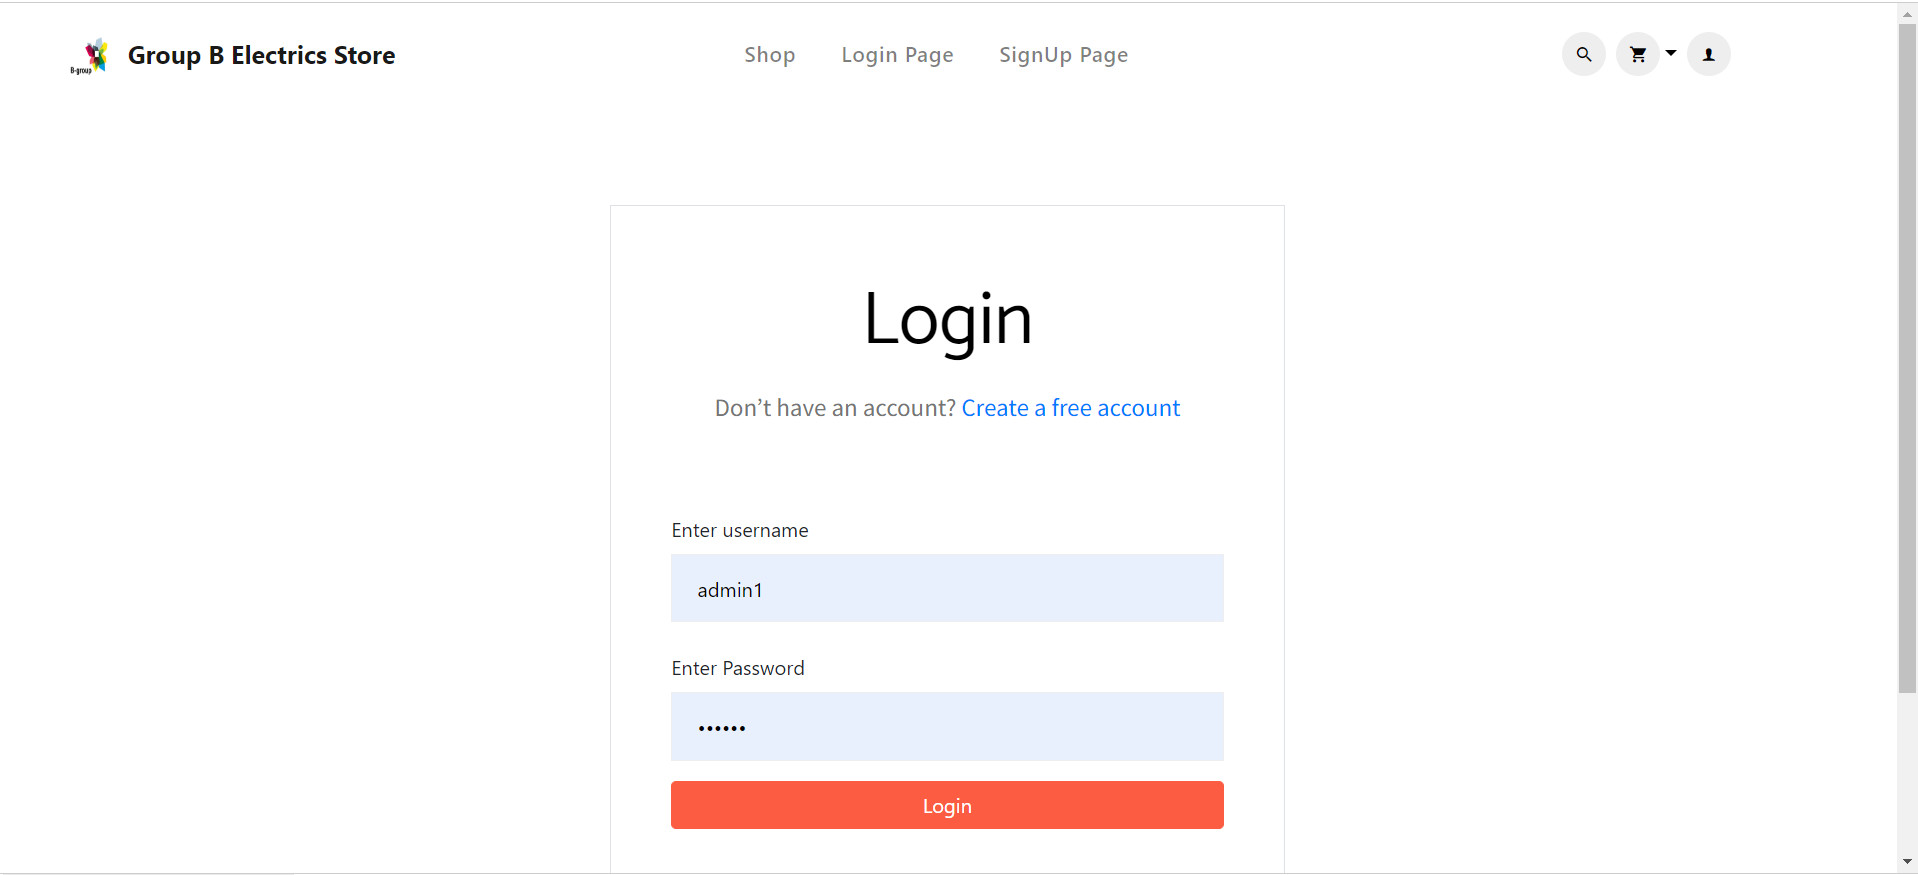 B-group
Group B Electrics Store
Shop
Login Page
SignUp Page
Login
Don’t have an account? Create a free account
Enter username
admin1
Enter Password
••••••
Login